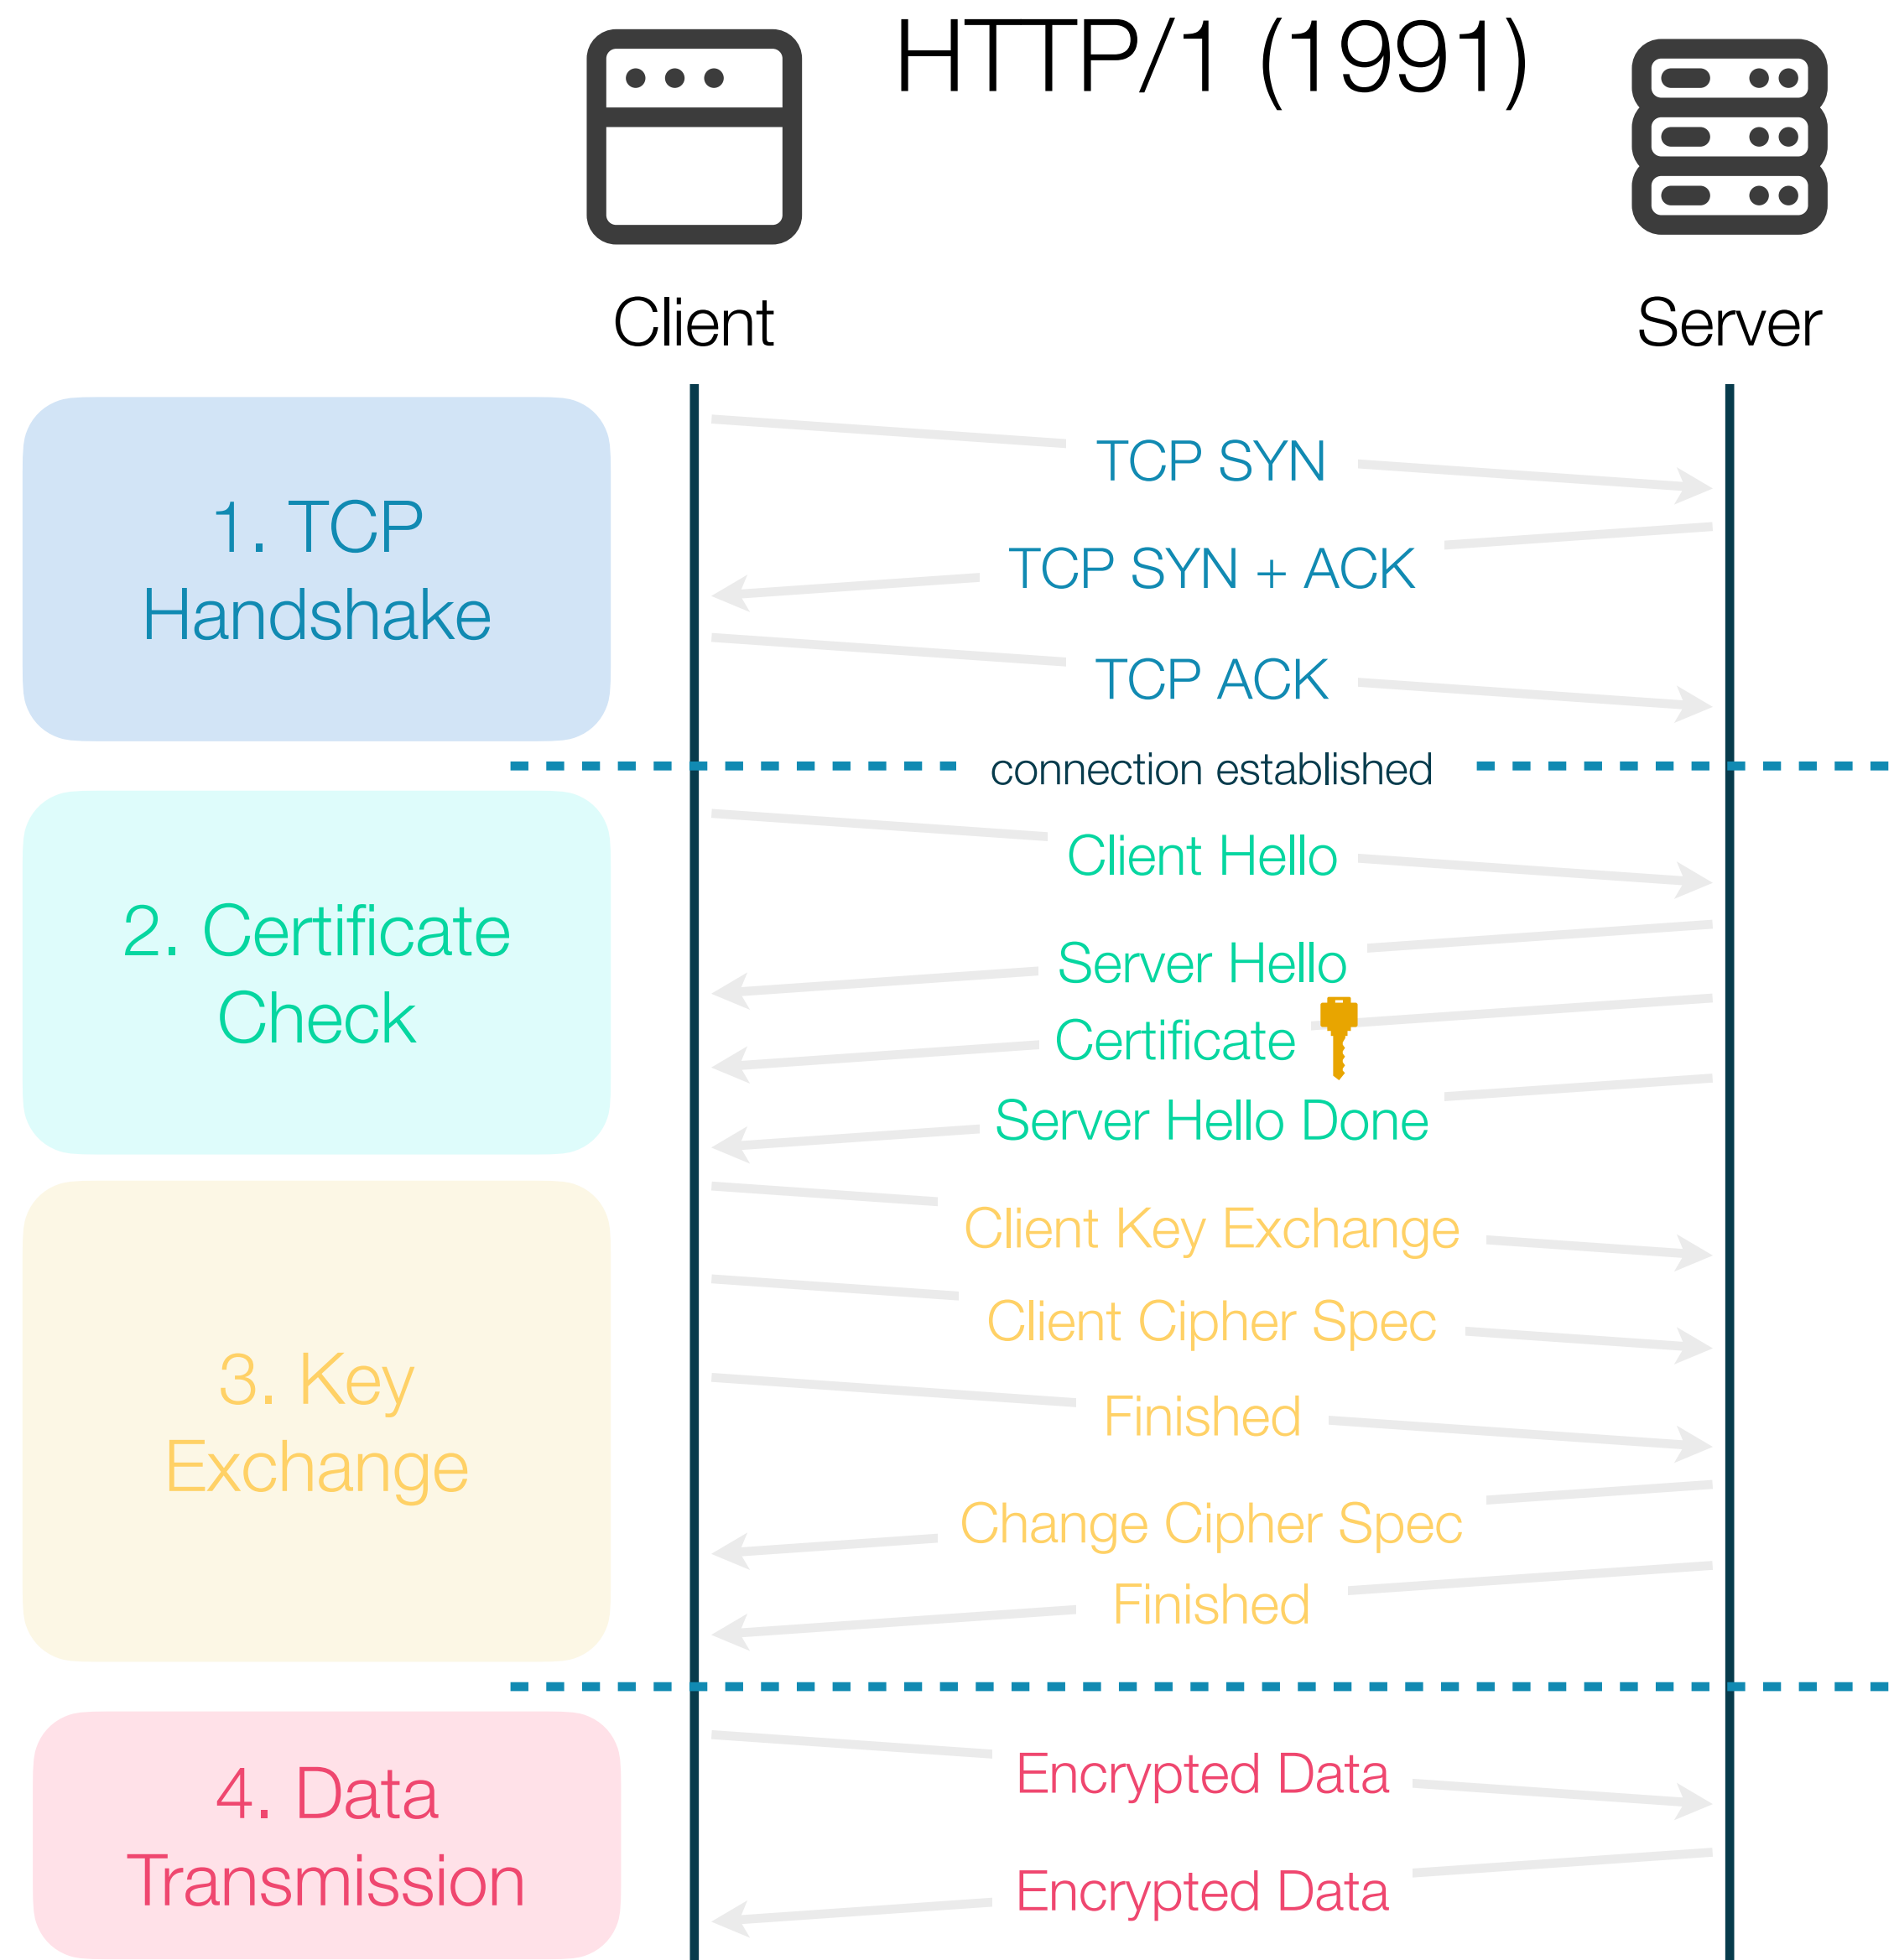 HTTP/1 (1991)
Client
Server
1. TCP
Handshake
TCP SYN
TCP SYN + ACK
TCP ACK
connection established
2. Certificate
Check
Client Hello
Server Hello
Certificate
Server Hello Done
3. Key
Exchange
Client Key Exchange
Client Cipher Spec
Finished
Change Cipher Spec
Finished
4. Data
Transmission
Encrypted Data
Encrypted Data